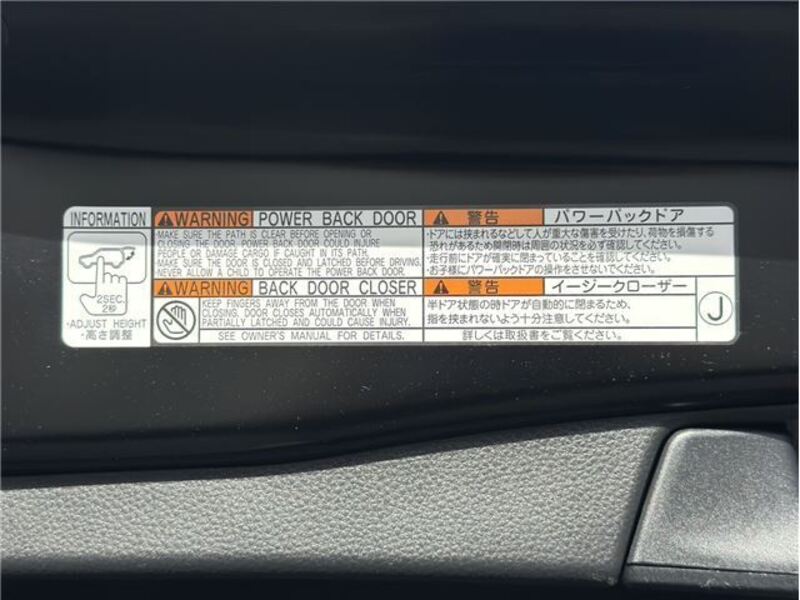 INFORMATION
2SEC.
2秒
·ADJUST HEIGHT
·高さ調整
WARNING POWER BACK DOOR
·MAKE SURE THE PATH IS CLEAR BEFORE OPENING OR
CLOSING THE DOOR. POWER BACK DOOR COULD INJURE
PEOPLE OR DAMAGE CARGO IF CAUGHT IN ITS PATH.
·MAKE SURE THE DOOR IS CLOSED AND LATCHED BEFORE DRIVING.
·NEVER ALLOW A CHILD TO OPERATE THE POWER BACK DOOR.
WARNING BACK DOOR CLOSER
KEEP FINGERS AWAY FROM THE DOOR WHEN
CLOSING. DOOR CLOSES AUTOMATICALLY WHEN
PARTIALLY LATCHED AND COULD CAUSE INJURY.
SEE OWNER'S MANUAL FOR DETAILS.
警告 パワーバックドア
·ドアには挟まれるなどして人が重大な傷害を受けたり、荷物を損傷する
恐れがあるため開閉時は周囲の状況を必ず確認してください。
·走行前にドアが確実に閉まっていることを確認してください。
·お子様にパワーバックドアの操作をさせないでください。
警告 イージークローザー
半ドア状態の時ドアが自動的に閉まるため、
指を挟まれないよう十分注意してください。
詳しくは取扱書をご覧ください。
J